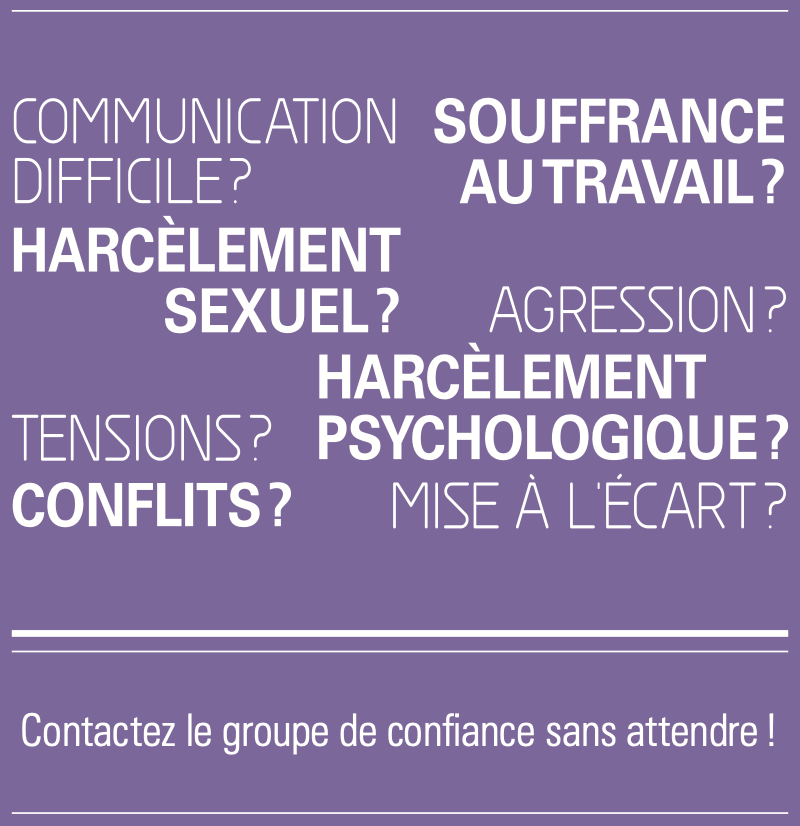 COMMUNICATION
DIFFICILE ?
SOUFFRANCE
AU TRAVAIL ?
HARCÈLEMENT
SEXUEL ?
AGRESSION ?
HARCÈLEMENT
PSYCHOLOGIQUE ?
TENSIONS ?
CONFLITS ?
MISE À L'ÉCART ?
Contactez le groupe de confiance sans attendre !